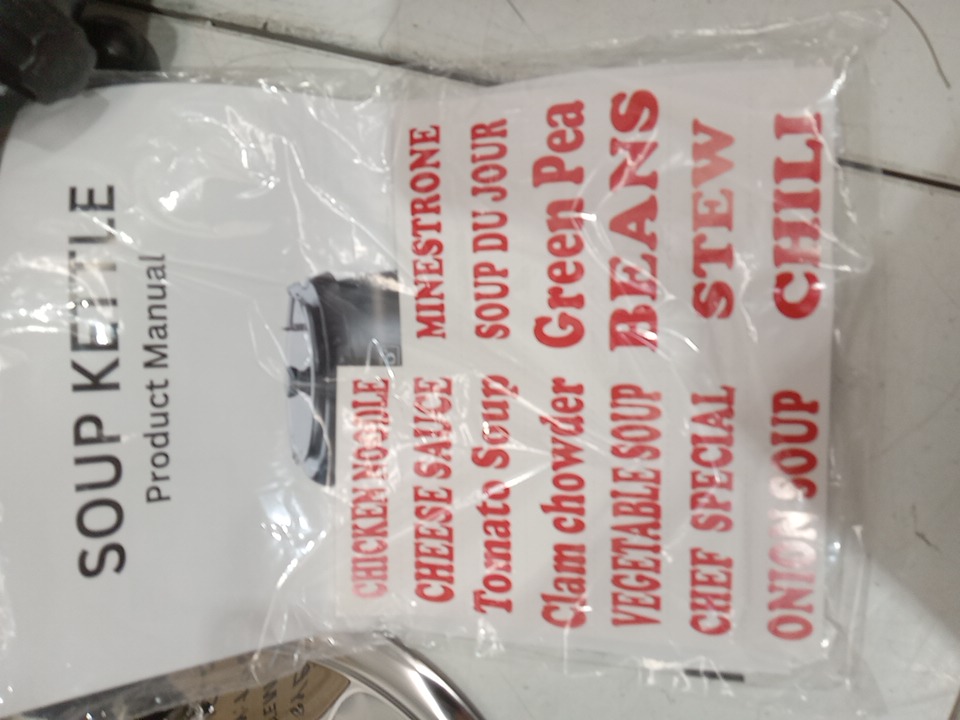 SOUP KETTLE
Product Manual
CHICKEN NOODLE
CHEESE SAUCE MINESTRONE
Tomato Soup SOUP DU JOUR
Clam chowder Green Pea
VEGETABLE SOUP BEANS
CHEF SPECIAL STEW
ONION SOUP CHILI